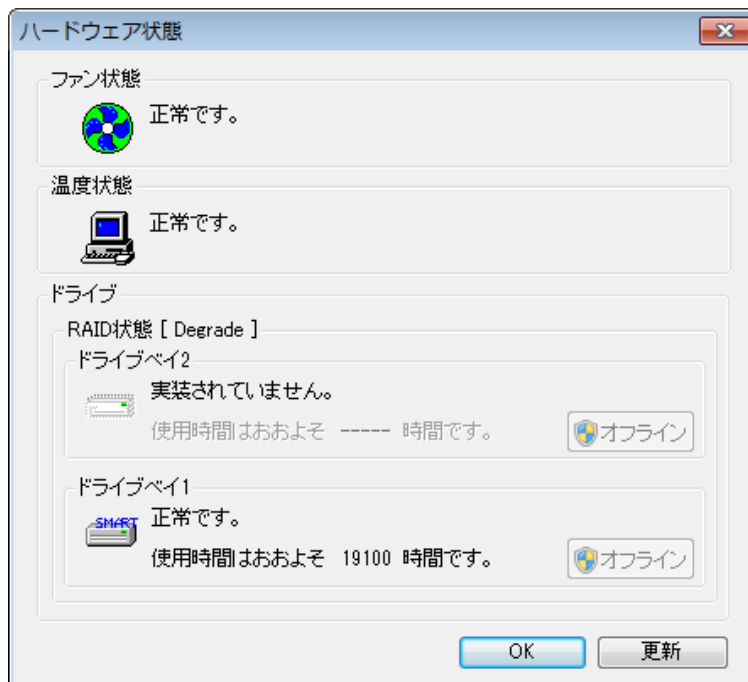 ハードウェア状態
ファン状態
正常です。
温度状態
正常です。
ドライブ
RAID状態 [ Degrade ]
ドライブベイ2
実装されていません。
使用時間はおおよそ ----- 時間です。
オフライン
ドライブベイ1
SMART
正常です。
使用時間はおおよそ 19100 時間です。
オフライン
OK
更新